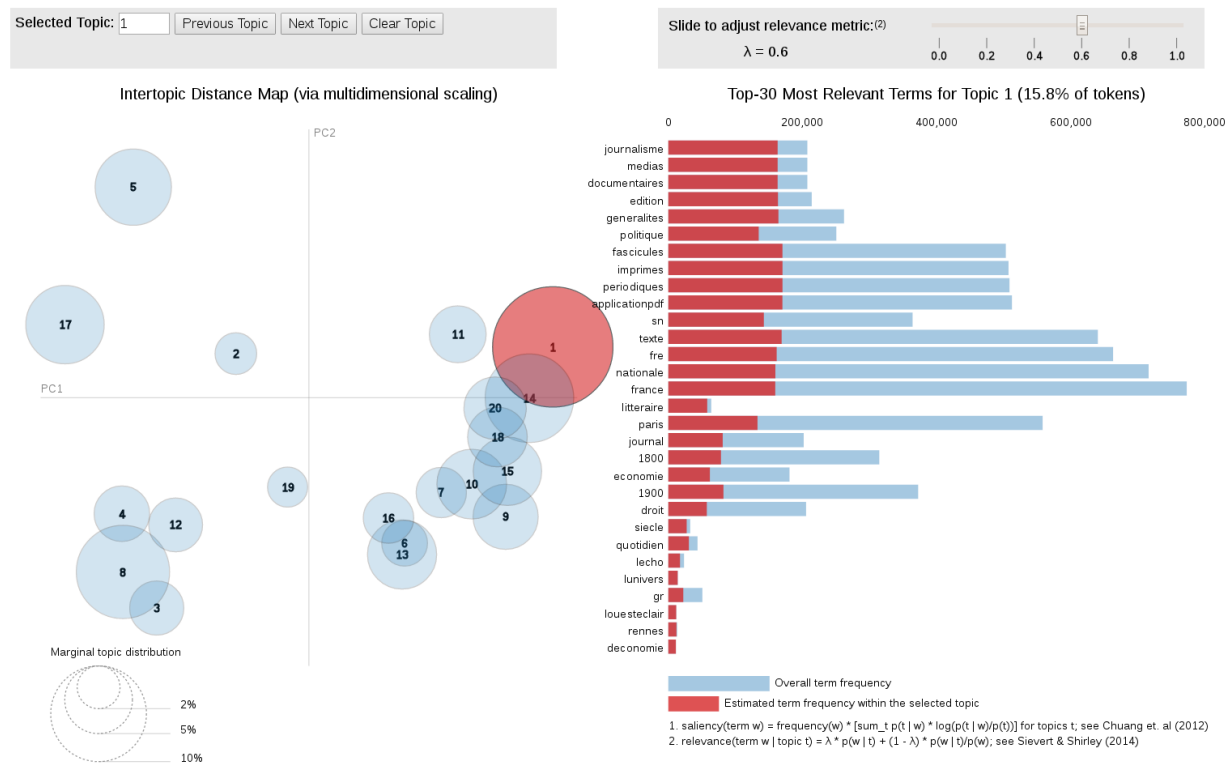 Selected Topic: 1 Previous Topic Next Topic Clear Topic
Slide to adjust relevance metric:(2)
λ = 0.6
0.0 0.2 0.4 0.6 0.8 1.0
Intertopic Distance Map (via multidimensional scaling)
PC2
PC1
5
17
2
11
1
14
20
18
15
10
7
9
19
16
6
13
4
12
8
3
Marginal topic distribution
2%
5%
10%
Top-30 Most Relevant Terms for Topic 1 (15.8% of tokens)
0 200,000 400,000 600,000 800,000
journalisme
medias
documentaires
edition
generalites
politique
fascicules
imprimes
periodiques
applicationpdf
sn
texte
fre
nationale
france
litteraire
paris
journal
1800
economie
1900
droit
siecle
quotidien
lecho
lunivers
gr
louesteclair
rennes
deconomie
Overall term frequency
Estimated term frequency within the selected topic
1. saliency(term w) = frequency(w) * [sum_t p(t | w) * log(p(t | w)/p(t))] for topics t; see Chuang et. al (2012)
2. relevance(term w | topic t) = λ * p(w | t) + (1 - λ) * p(w | t)/p(w); see Sievert & Shirley (2014)